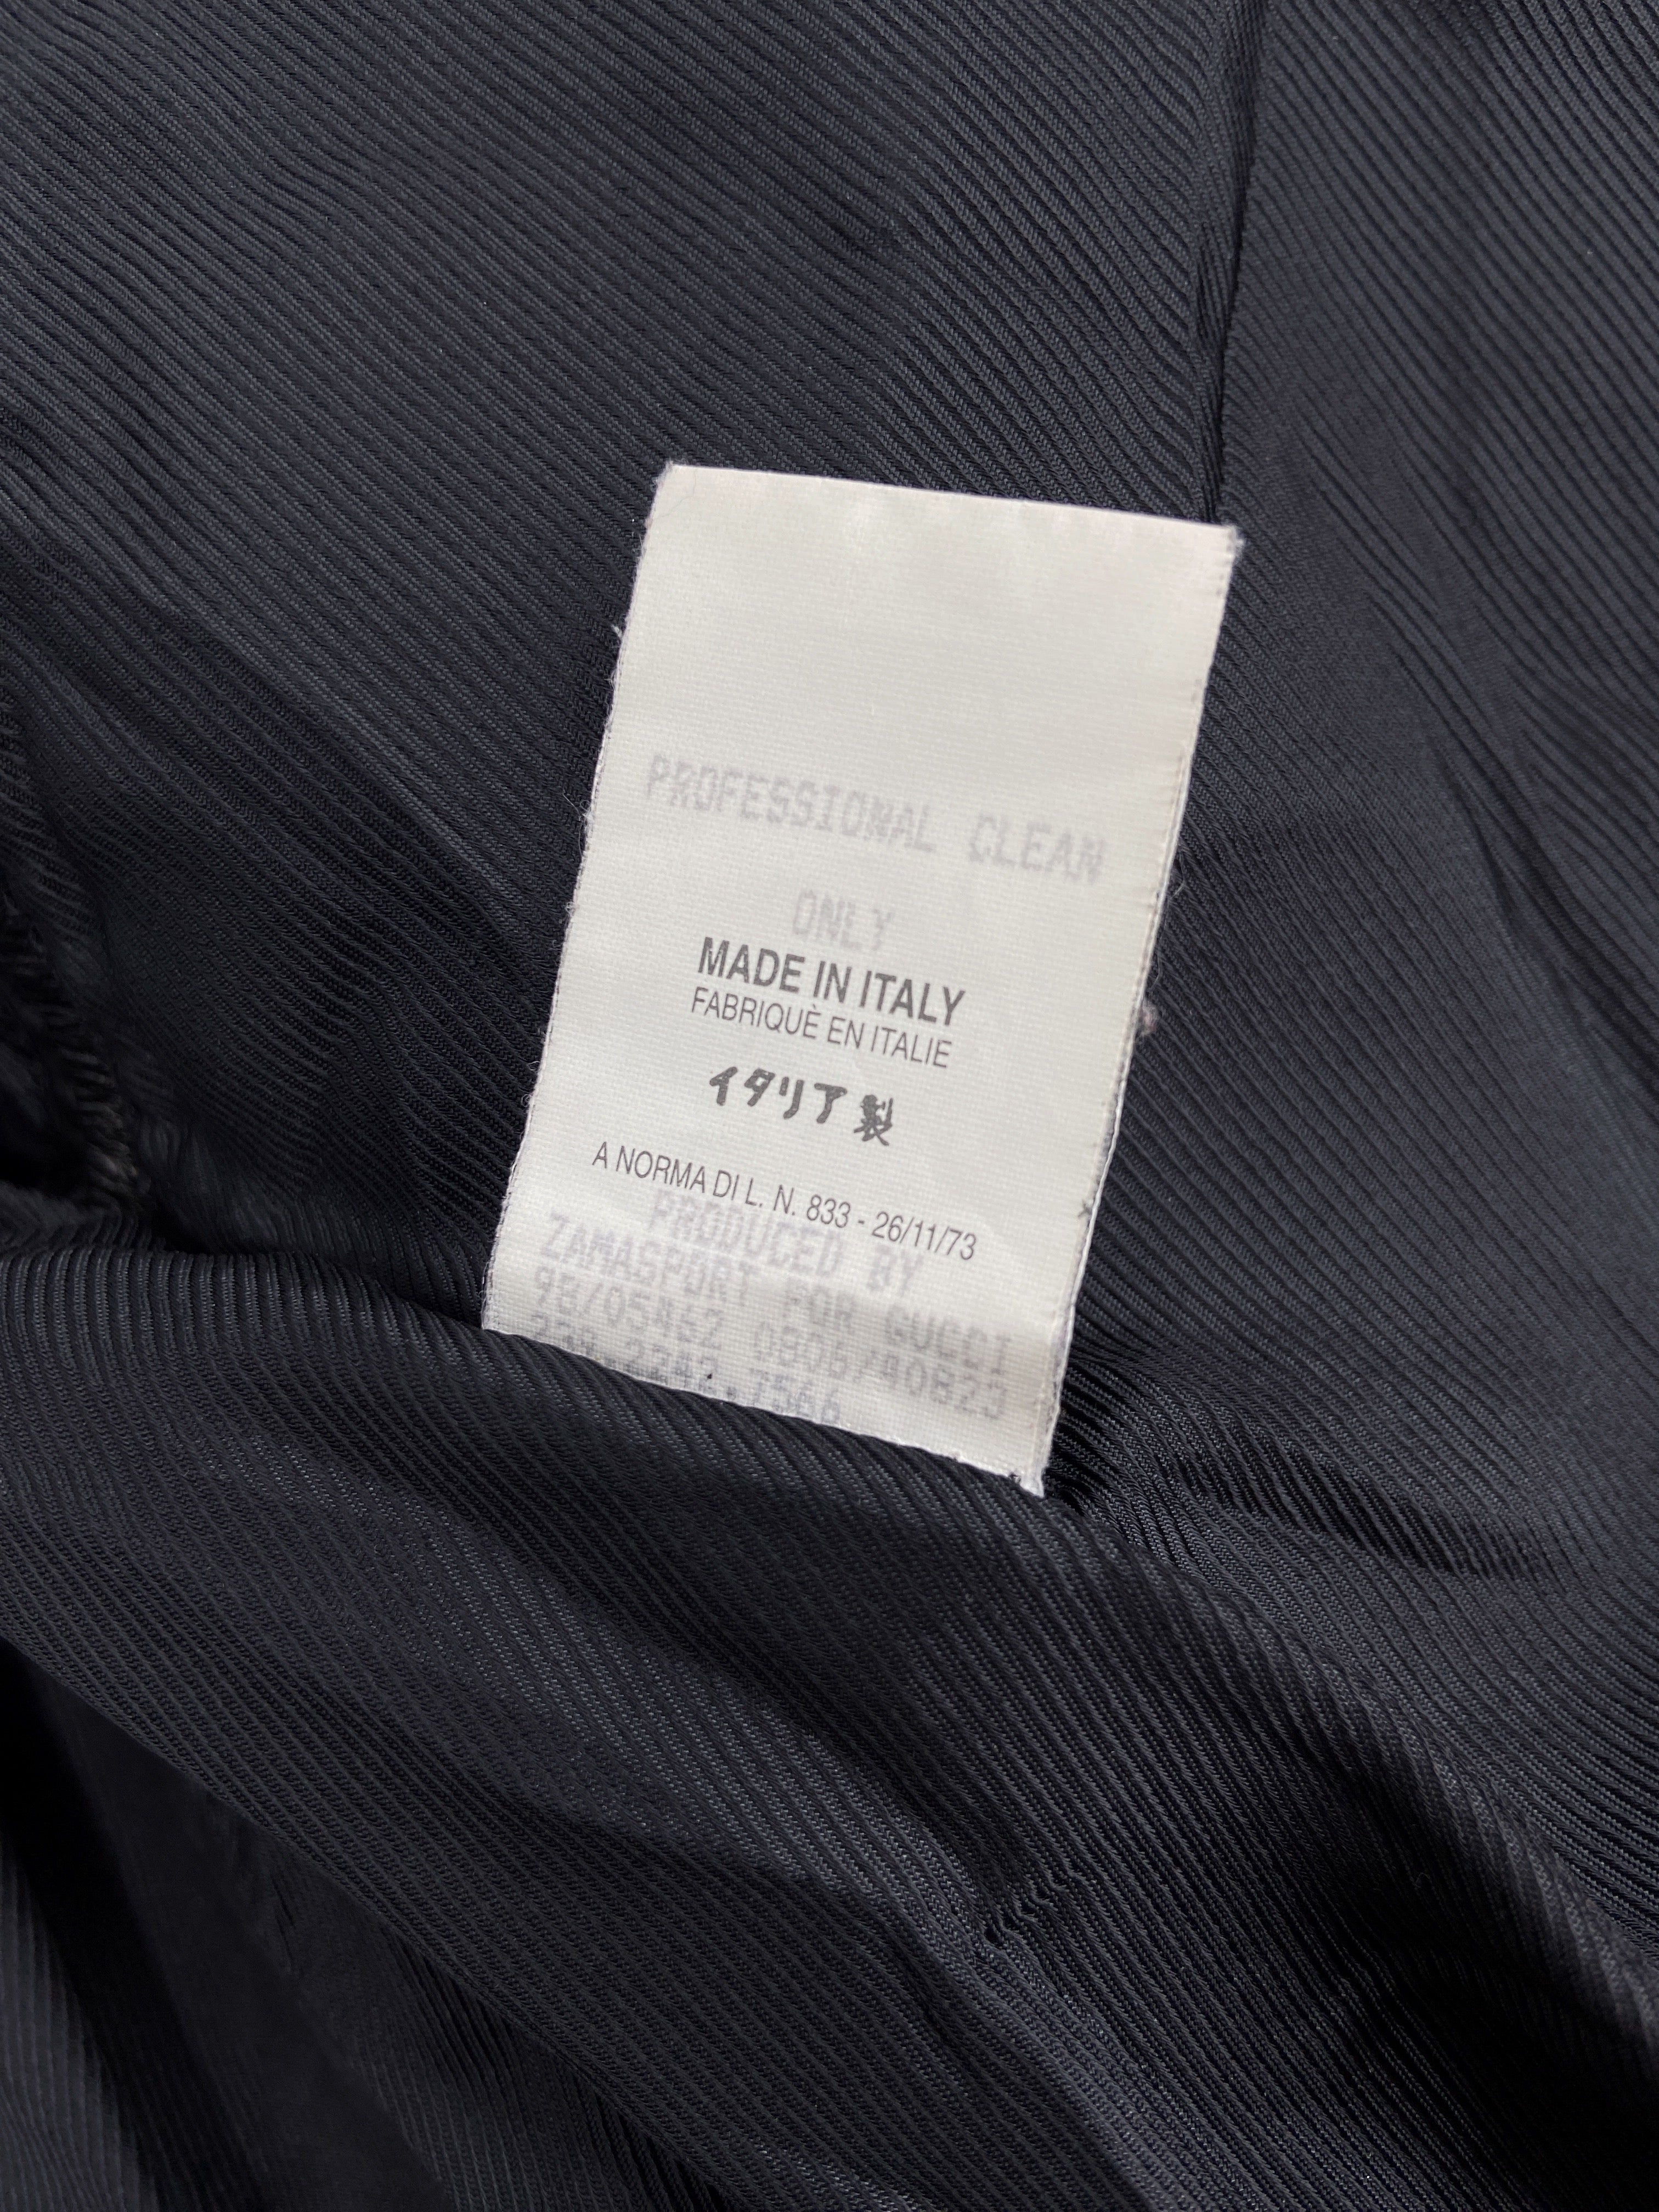 PROFESSIONAL CLEAN
ONLY
MADE IN ITALY
FABRIQUÈ EN ITALIE
イタリア製
A NORMA DI L. N. 833 - 26/11/73
PRODUCED BY
ZAMASPORT FOR GUCCI